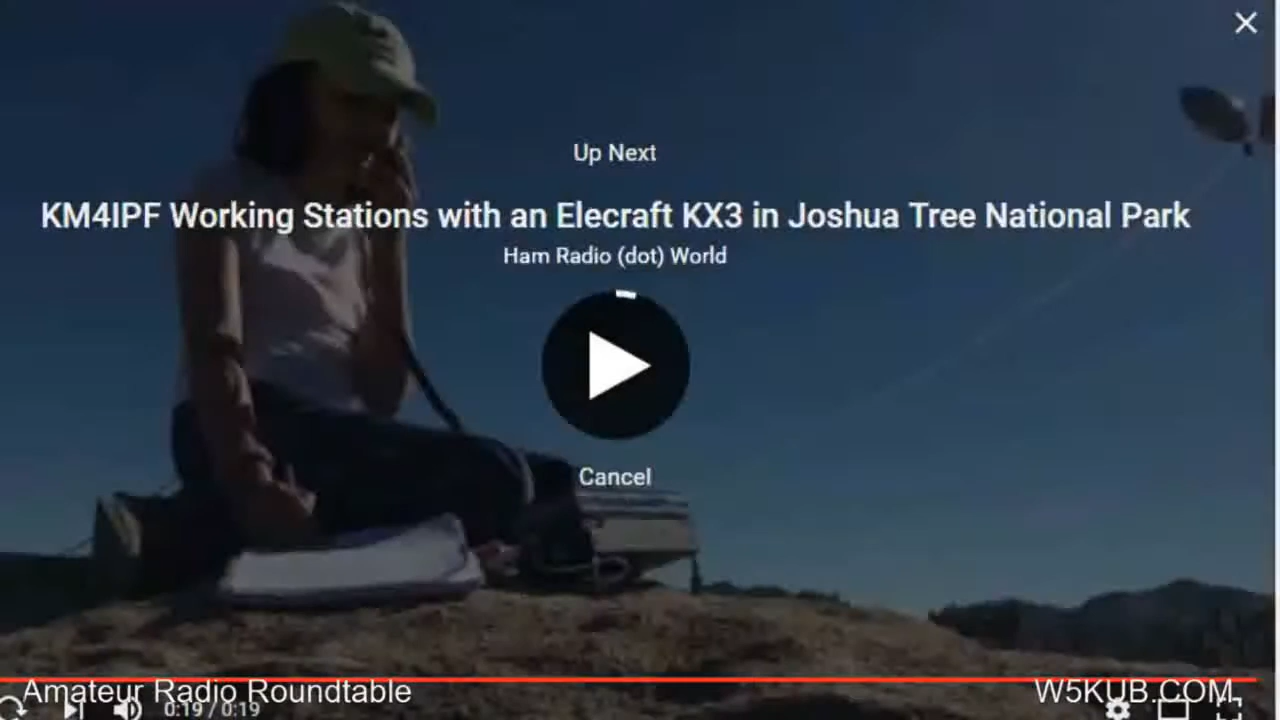 Up Next
KM4IPF Working Stations with an Elecraft KX3 in Joshua Tree National Park
Ham Radio (dot) World
Cancel
Amateur Radio Roundtable
W5KUB.COM
0:19 / 0:19